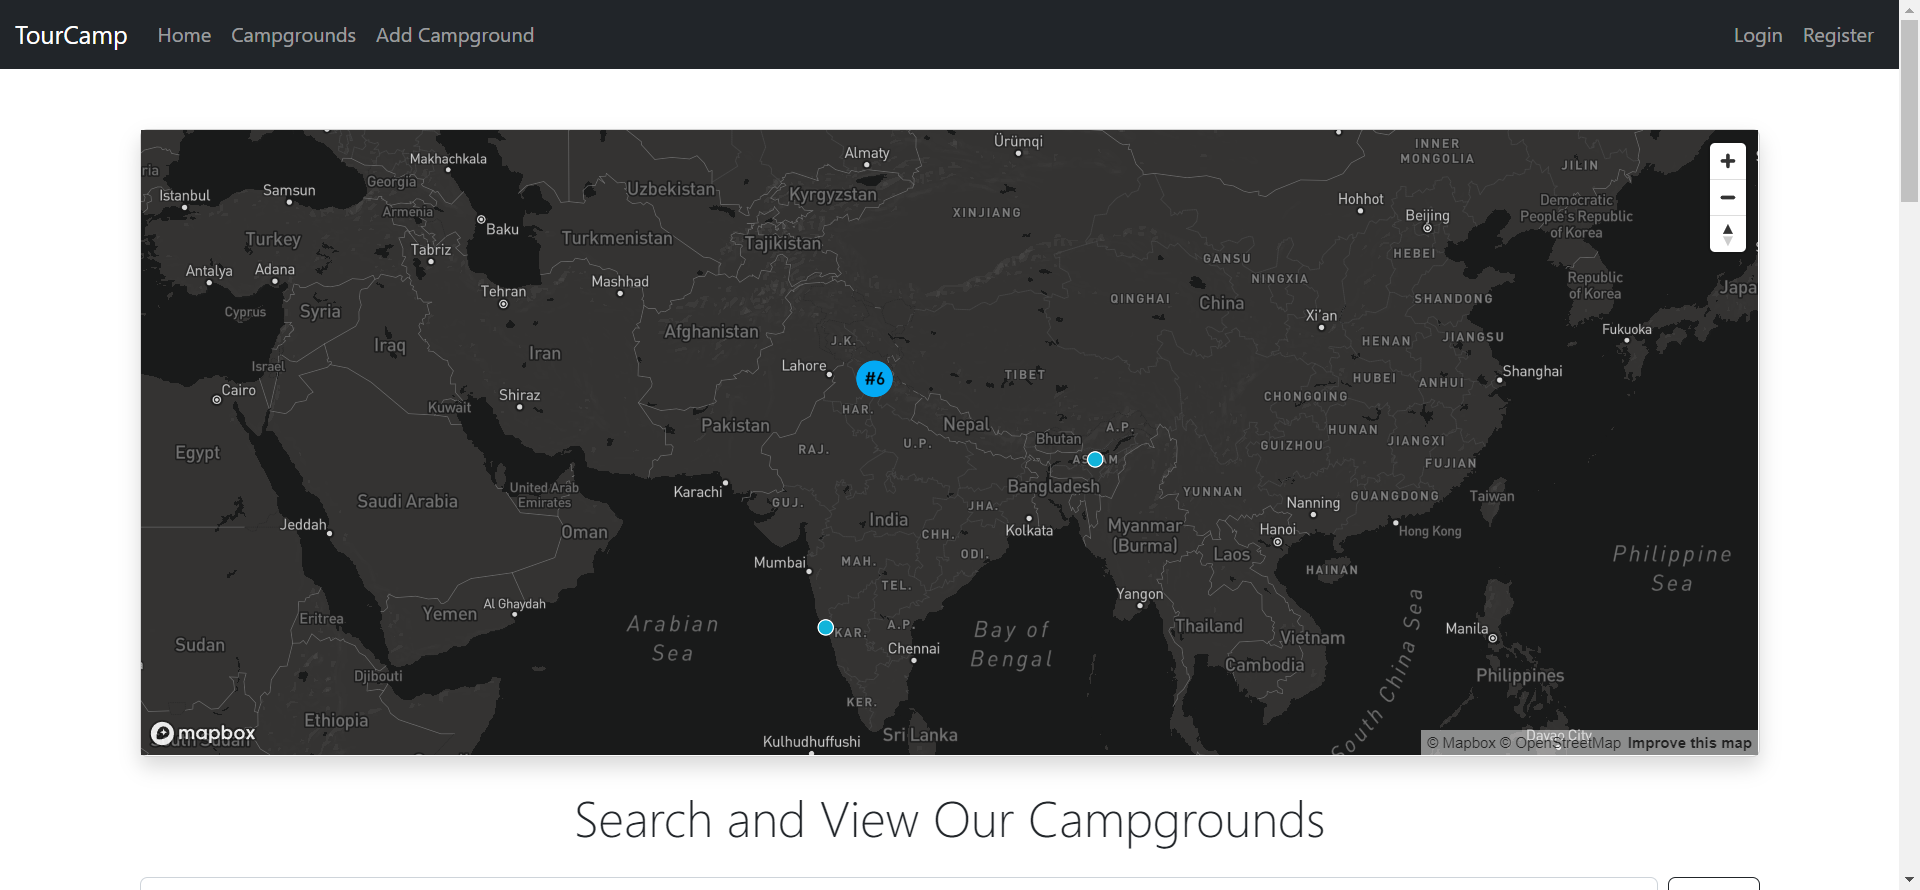 TourCamp Home Campgrounds Add Campground Login Register
Ürümqi
INNER
MONGOLIA
Almaty
Makhachkala
JILIN
Georgia
Uzbekistan
Kyrgyzstan
Istanbul
Samsun
Hohhot
Democratic
People's Republic
of Korea
Armenia
XINJIANG
Beijing
Baku
Turkey
Turkmenistan
Tajikistan
Tabriz
HEBEI
GANSU
Antalya
Adana
NINGXIA
Mashhad
Republic
of Korea
Japa
Tehran
QINGHAI
China
SHANDONG
Cyprus
Syria
Xi'an
Afghanistan
Fukuoka
J.K.
HENAN
JIANGSU
Iraq
Iran
Israel
Lahore
#6
TIBET
Shanghai
HUBEI
ANHUI
Cairo
Shiraz
CHONGQING
Kuwait
HAR.
Pakistan
Nepal
A.P.
HUNAN
Bhutan
U.P.
GUIZHOU
JIANGXI
RAJ.
Egypt
FUJIAN
United Arab
Emirates
Bangladesh
Karachi
YUNNAN
GUANGDONG
Taiwan
Saudi Arabia
GUJ.
JHA.
Nanning
Jeddah
India
Kolkata
Myanmar
(Burma)
Hanoi
Hong Kong
Oman
CHH.
ODI.
Laos
Philippine
Sea
Mumbai
MAH.
HAINAN
TEL.
Yangon
Al Ghaydah
Yemen
Eritrea
Arabian
Sea
KAR.
A.P.
Bay of
Bengal
Thailand
Vietnam
Manila
Sudan
Chennai
Cambodia
South China Sea
Djibouti
Philippines
KER.
Ethiopia
mapbox
Kulhudhuffushi
Sri Lanka
Davao City
© Mapbox © OpenStreetMap Improve this map
Search and View Our Campgrounds